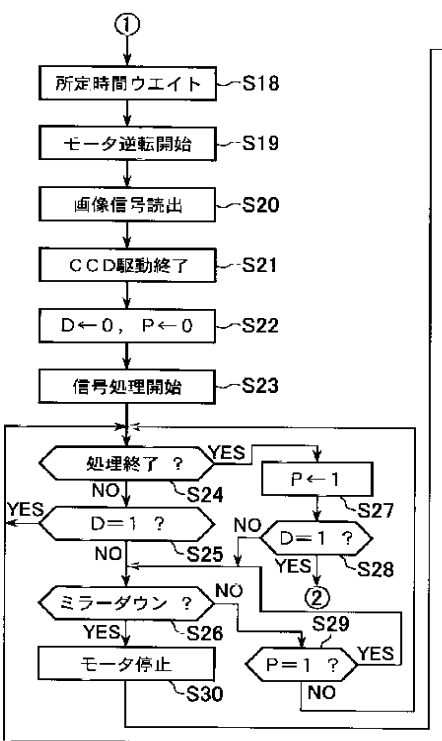 ①
所定時間ウエイト
S18
モータ逆転開始
S19
画像信号読出
S20
CCD駆動終了
S21
D←0, P←0
S22
信号処理開始
S23
処理終了 ?
YES
S24
NO
P←1
S27
YES
D=1 ?
S25
NO
NO
D=1 ?
S28
YES
②
ミラーダウン ?
NO
S26
YES
S29
P=1 ?
YES
NO
モータ停止
S30